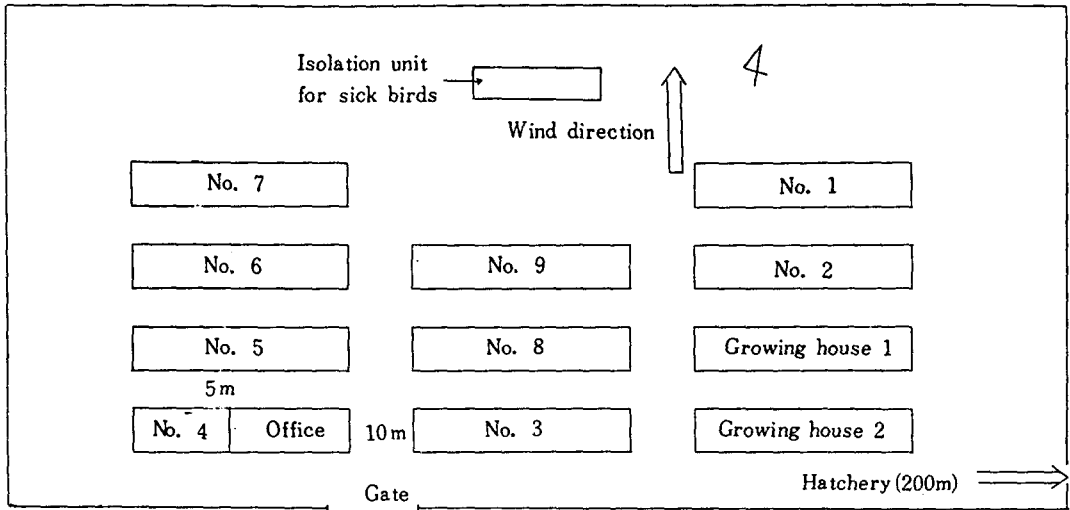 Isolation unit
for sick birds
4
Wind direction
No. 7
No. 1
No. 6
No. 9
No. 2
No. 5
No. 8
Growing house 1
5m
No. 4
Office
10m
No. 3
Growing house 2
Hatchery (200m)
Gate